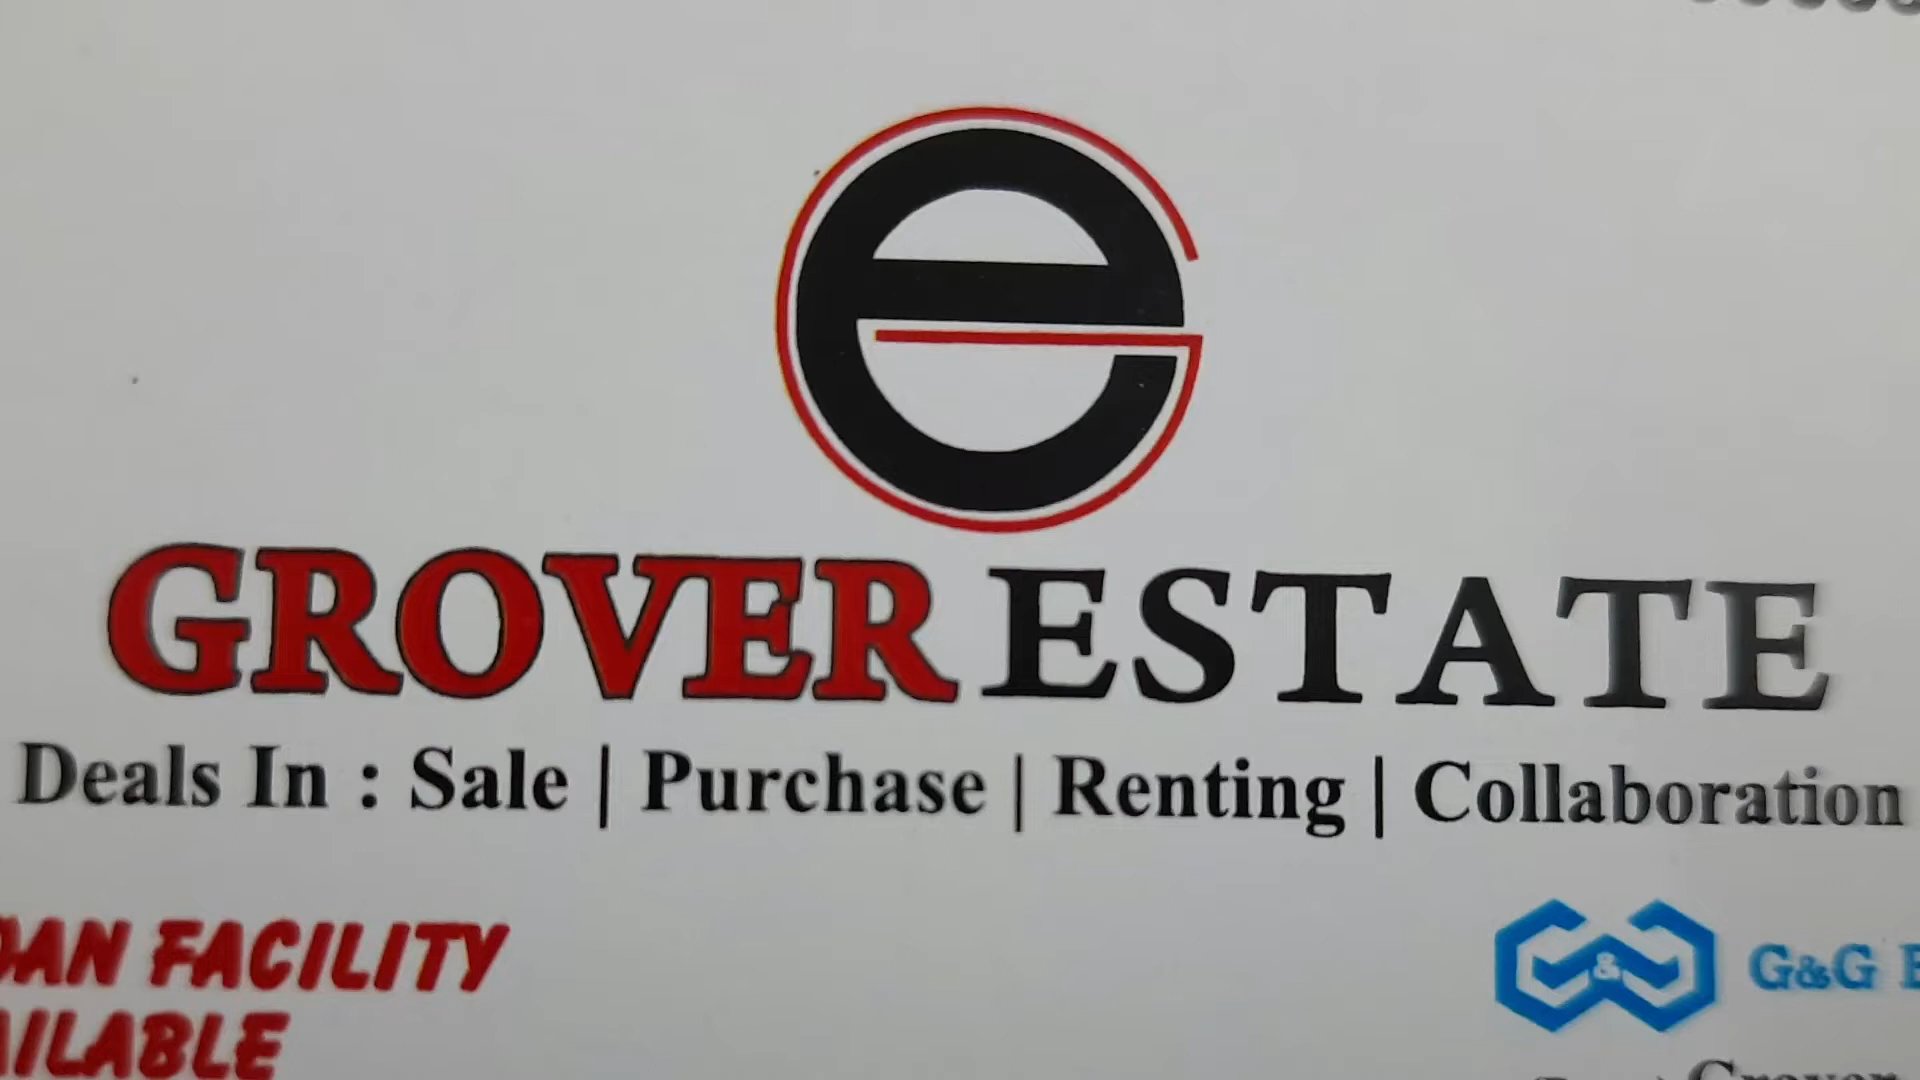 GROVER ESTATE
Deals In : Sale | Purchase | Renting | Collaboration
FACILITY
G&G